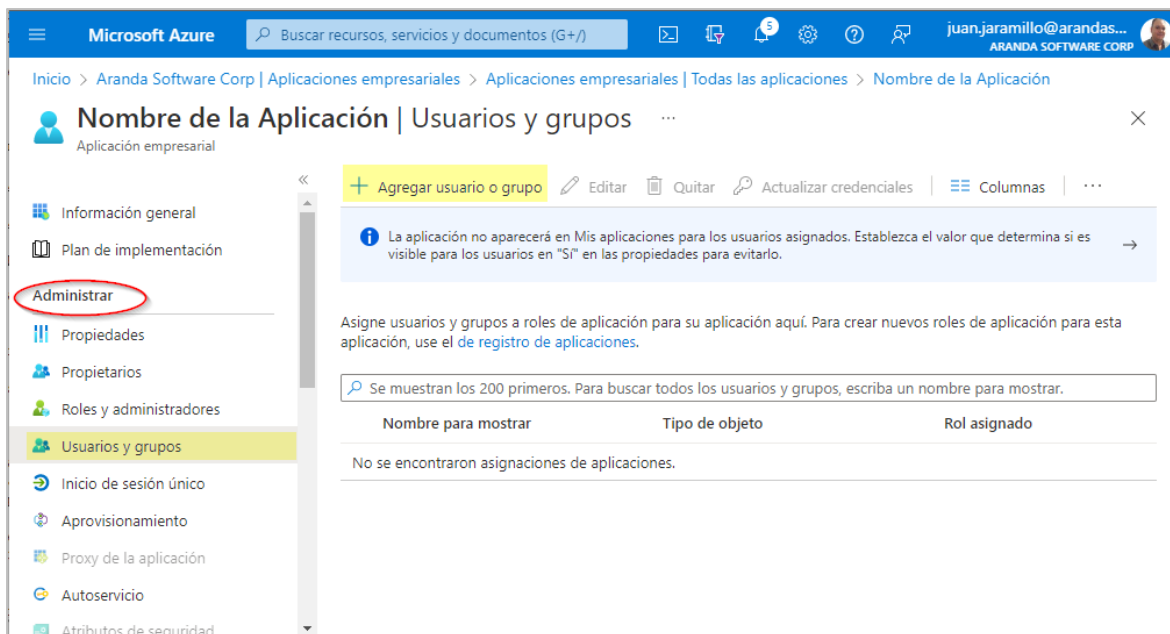 Microsoft Azure
Buscar recursos, servicios y documentos (G+/)
5
juan.jaramillo@arandas...
ARANDA SOFTWARE CORP
Inicio > Aranda Software Corp | Aplicaciones empresariales > Aplicaciones empresariales | Todas las aplicaciones > Nombre de la Aplicación
Nombre de la Aplicación | Usuarios y grupos ...
Aplicación empresarial
Información general
Plan de implementación
Administrar
Propiedades
Propietarios
Roles y administradores
Usuarios y grupos
Inicio de sesión único
Aprovisionamiento
Proxy de la aplicación
Autoservicio
Atributos de seguridad
+ Agregar usuario o grupo Editar Quitar Actualizar credenciales | Columnas | ...
La aplicación no aparecerá en Mis aplicaciones para los usuarios asignados. Establezca el valor que determina si es
visible para los usuarios en "Sí" en las propiedades para evitarlo.
Asigne usuarios y grupos a roles de aplicación para su aplicación aquí. Para crear nuevos roles de aplicación para esta
aplicación, use el de registro de aplicaciones.
Se muestran los 200 primeros. Para buscar todos los usuarios y grupos, escriba un nombre para mostrar.
Nombre para mostrar Tipo de objeto Rol asignado
No se encontraron asignaciones de aplicaciones.